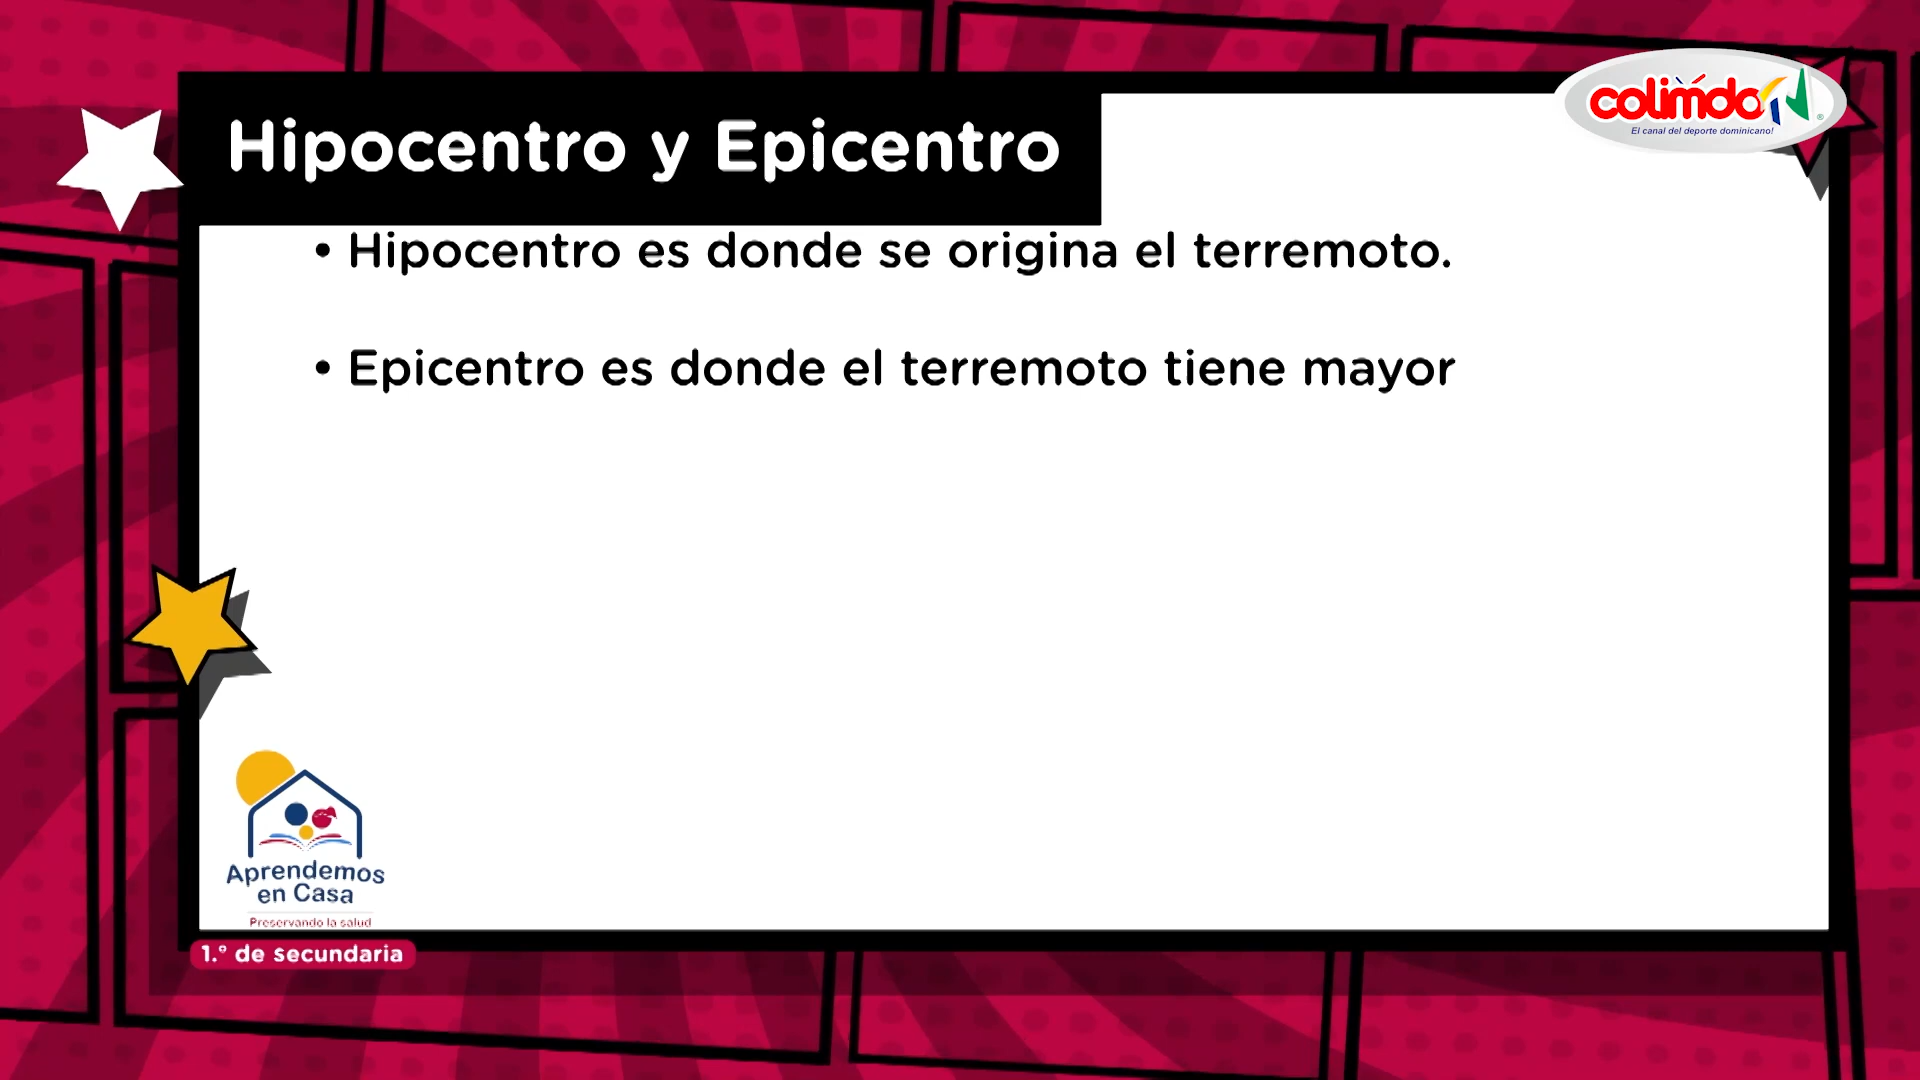 Hipocentro y Epicentro
colimdo
El canal del deporte dominicano!
• Hipocentro es donde se origina el terremoto.
• Epicentro es donde el terremoto tiene mayor
Aprendemos
en Casa
Preservando la salud
1.° de secundaria